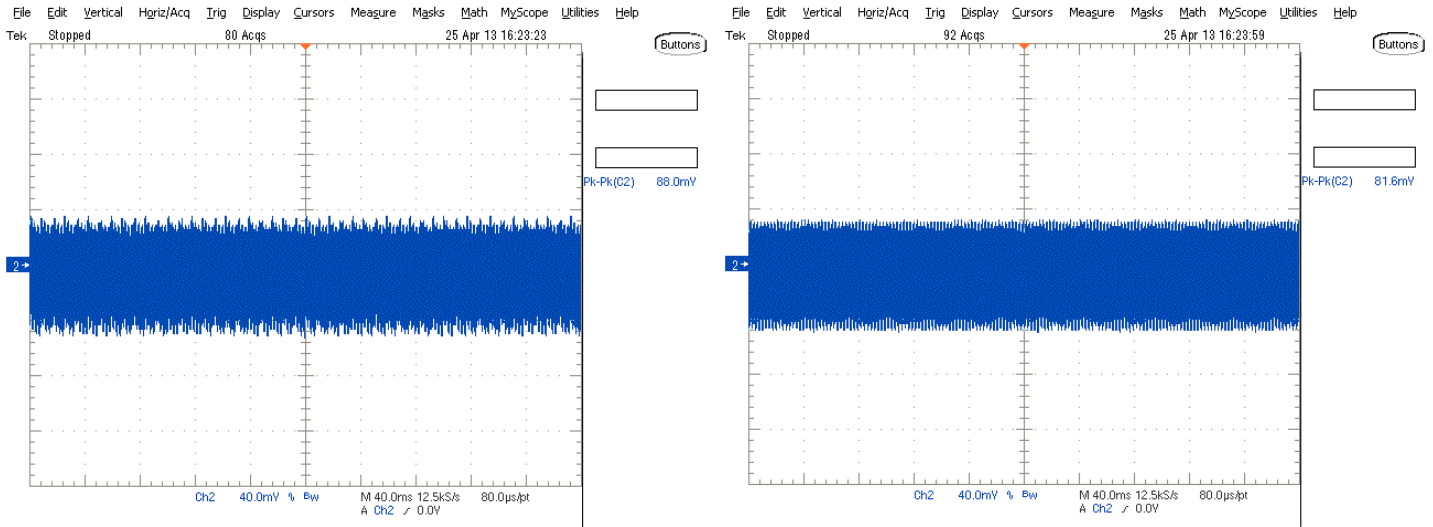 File Edit Vertical Horiz/Acq Trig Display Cursors Measure Masks Math MyScope Utilities Help
Tek Stopped 80 Acqs 25 Apr 13 16:23:23
Buttons
Pk-Pk(C2) 88.0mV
2
Ch2 40.0mV % Bw M 40.0ms 12.5kS/s 80.0µs/pt
A Ch2 ∕ 0.0V
File Edit Vertical Horiz/Acq Trig Display Cursors Measure Masks Math MyScope Utilities Help
Tek Stopped 92 Acqs 25 Apr 13 16:23:59
Buttons
Pk-Pk(C2) 81.6mV
2
Ch2 40.0mV % Bw M 40.0ms 12.5kS/s 80.0µs/pt
A Ch2 ∕ 0.0V